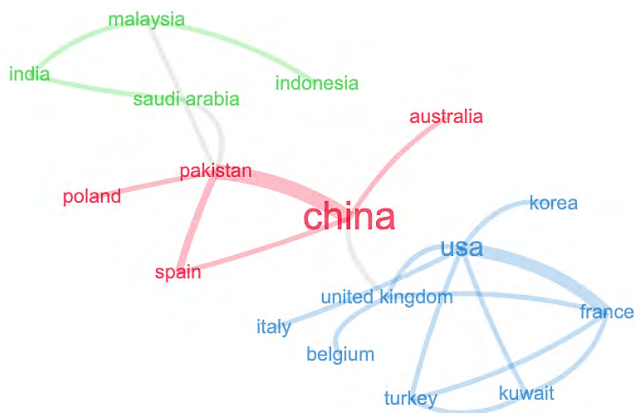 malaysia
india
saudi arabia
indonesia
australia
pakistan
poland
china
korea
spain
usa
united kingdom
france
italy
belgium
turkey
kuwait